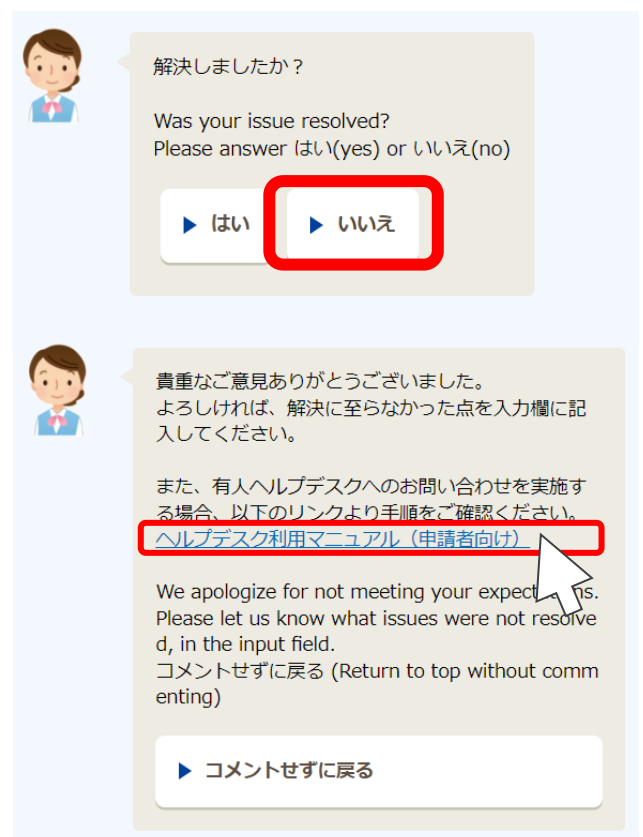 解決しましたか？
Was your issue resolved?
Please answer はい(yes) or いいえ(no)
はい
いいえ
貴重なご意見ありがとうございました。
よろしければ、解決に至らなかった点を入力欄に記
入してください。
また、有人ヘルプデスクへのお問い合わせを実施す
る場合、以下のリンクより手順をご確認ください。
ヘルプデスク利用マニュアル（申請者向け）
We apologize for not meeting your expect ns.
Please let us know what issues were not resolve
d, in the input field.
コメントせずに戻る (Return to top without comm
enting)
コメントせずに戻る